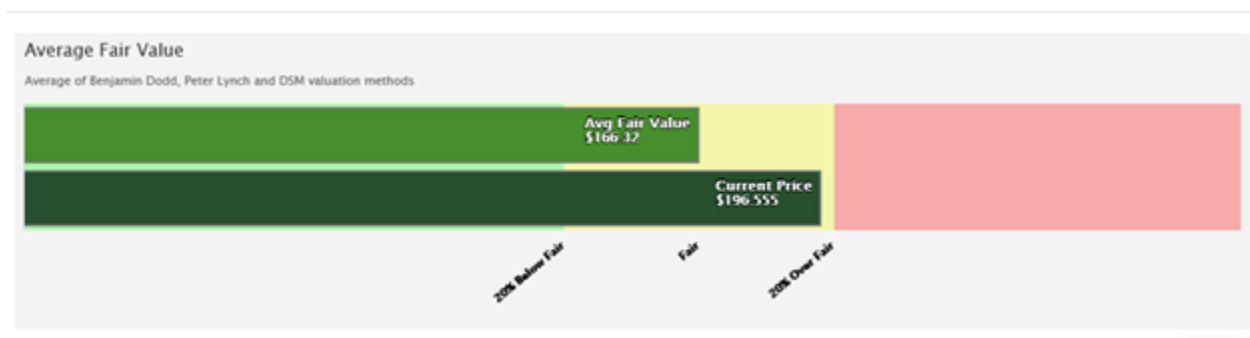 Average Fair Value
Average of Benjamin Dodd, Peter Lynch and DSM valuation methods
Avg Fair Value
$166.32
Current Price
$196.555
20% Below Fair
Fair
20% Over Fair